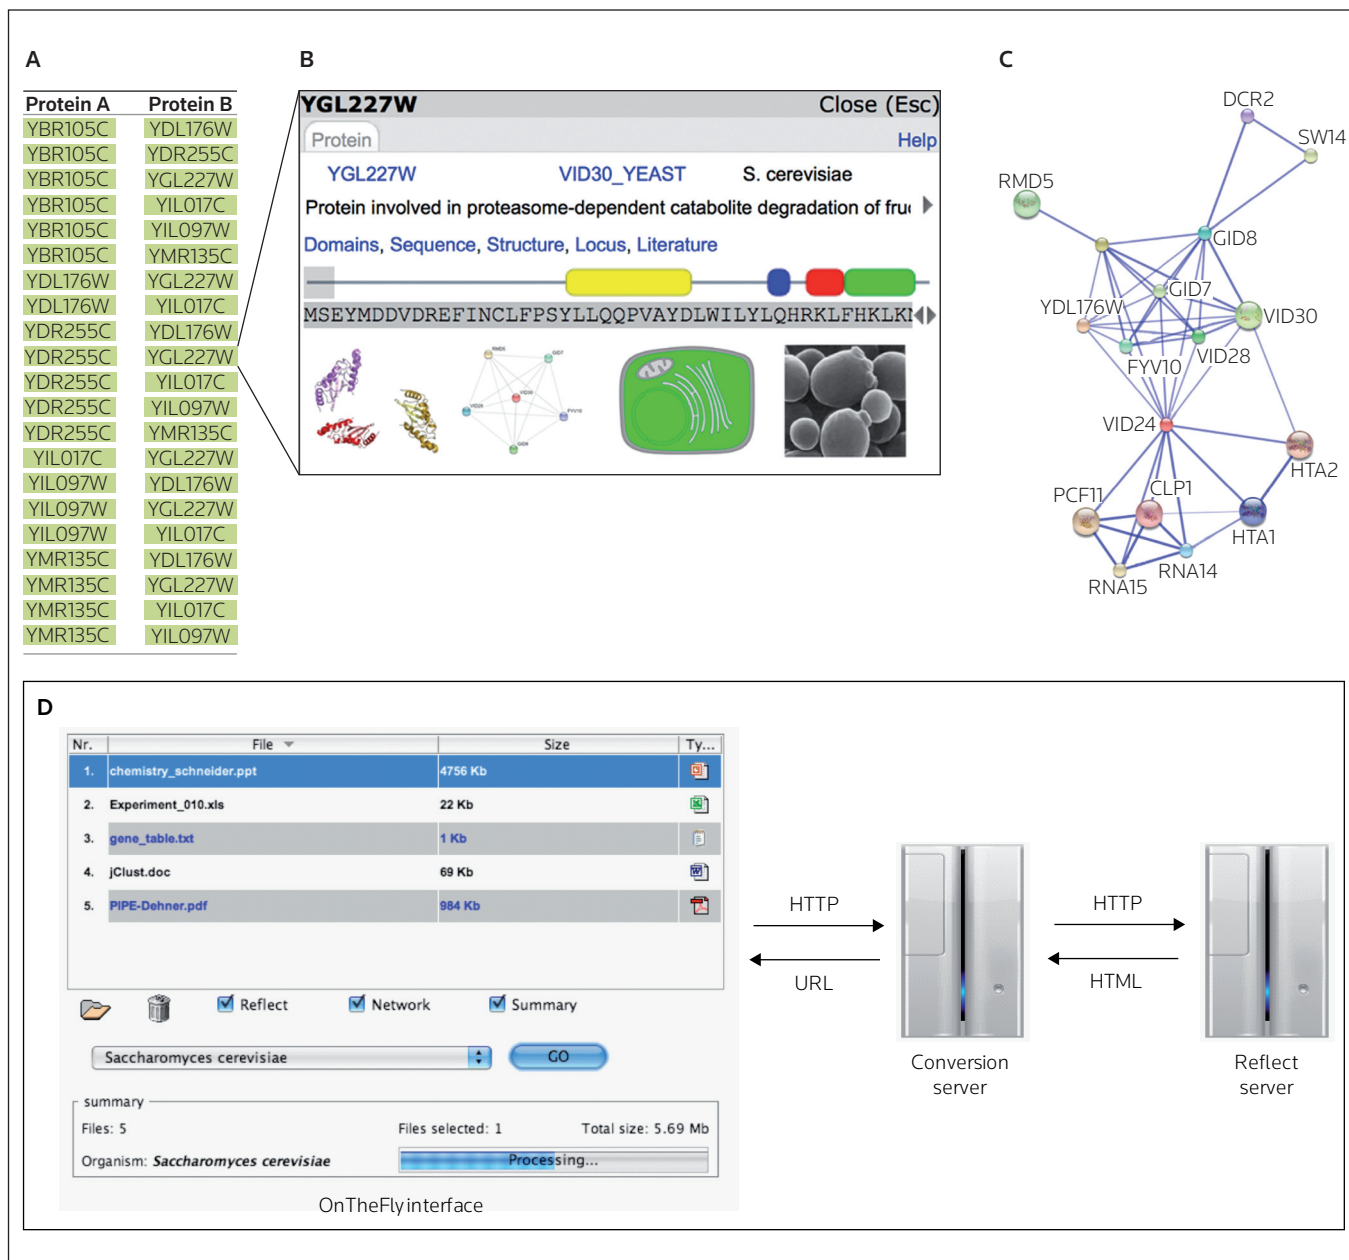 A
Protein A Protein B
YBR105C YDL176W
YBR105C YDR255C
YBR105C YGL227W
YBR105C YIL017C
YBR105C YIL097W
YBR105C YMR135C
YDL176W YGL227W
YDL176W YIL017C
YDR255C YDL176W
YDR255C YGL227W
YDR255C YIL017C
YDR255C YIL097W
YDR255C YMR135C
YIL017C YGL227W
YIL097W YDL176W
YIL097W YGL227W
YIL097W YIL017C
YMR135C YDL176W
YMR135C YGL227W
YMR135C YIL017C
YMR135C YIL097W
B
YGL227W Close (Esc)
Protein Help
YGL227W VID30_YEAST S. cerevisiae
Protein involved in proteasome-dependent catabolite degradation of fru
Domains, Sequence, Structure, Locus, Literature
MSEYMDDVDREFINCLFPSYLLQQPVAYDLWILYLQHRKLFHKLK
RMD5
GID7
VID30
VID28
FYV10
GID8
C
DCR2
SW14
RMD5
GID8
GID7
YDL176W
VID30
VID28
FYV10
VID24
HTA2
PCF11
CLP1
HTA1
RNA14
RNA15
D
Nr. File Size Ty...
1. chemistry_schneider.ppt 4756 Kb
2. Experiment_010.xls 22 Kb
3. gene_table.txt 1 Kb
4. jClust.doc 69 Kb
5. PIPE-Dehner.pdf 984 Kb
Reflect Network Summary
Saccharomyces cerevisiae GO
summary
Files: 5 Files selected: 1 Total size: 5.69 Mb
Organism: Saccharomyces cerevisiae Processing...
OnTheFly interface
HTTP
URL
Conversion
server
HTTP
HTML
Reflect
server